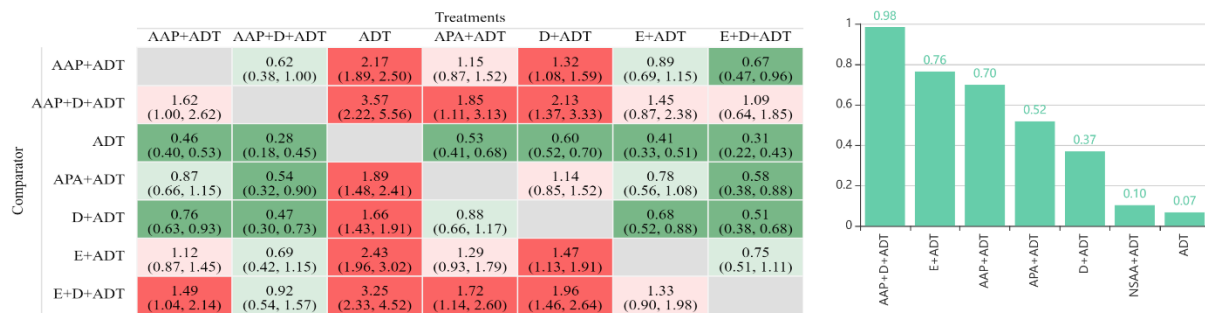 Treatments
AAP+ADT AAP+D+ADT ADT APA+ADT D+ADT E+ADT E+D+ADT
Comparator
AAP+ADT 0.62 2.17 1.15 1.32 0.89 0.67
(0.38, 1.00) (1.89, 2.50) (0.87, 1.52) (1.08, 1.59) (0.69, 1.15) (0.47, 0.96)
AAP+D+ADT 1.62 3.57 1.85 2.13 1.45 1.09
(1.00, 2.62) (2.22, 5.56) (1.11, 3.13) (1.37, 3.33) (0.87, 2.38) (0.64, 1.85)
ADT 0.46 0.28 0.53 0.60 0.41 0.31
(0.40, 0.53) (0.18, 0.45) (0.41, 0.68) (0.52, 0.70) (0.33, 0.51) (0.22, 0.43)
APA+ADT 0.87 0.54 1.89 1.14 0.78 0.58
(0.66, 1.15) (0.32, 0.90) (1.48, 2.41) (0.85, 1.52) (0.56, 1.08) (0.38, 0.88)
D+ADT 0.76 0.47 1.66 0.88 0.68 0.51
(0.63, 0.93) (0.30, 0.73) (1.43, 1.91) (0.66, 1.17) (0.52, 0.88) (0.38, 0.68)
E+ADT 1.12 0.69 2.43 1.29 1.47 0.75
(0.87, 1.45) (0.42, 1.15) (1.96, 3.02) (0.93, 1.79) (1.13, 1.91) (0.51, 1.11)
E+D+ADT 1.49 0.92 3.25 1.72 1.96 1.33
(1.04, 2.14) (0.54, 1.57) (2.33, 4.52) (1.14, 2.60) (1.46, 2.64) (0.90, 1.98)
1
0.8
0.6
0.4
0.2
0
0.98 0.76 0.70 0.52 0.37 0.10 0.07
AAP+D+ADT E+ADT AAP+ADT APA+ADT D+ADT NSAA+ADT ADT